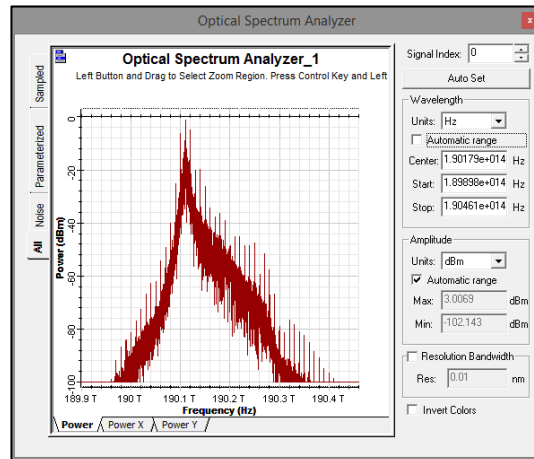 Optical Spectrum Analyzer
x
Optical Spectrum Analyzer_1
Left Button and Drag to Select Zoom Region. Press Control Key and Left
Sampled
Parameterized
Noise
All
Power (dBm)
0
-20
-40
-60
-80
-100
189.9 T 190 T 190.1 T 190.2 T 190.3 T 190.4 T
Frequency (Hz)
Power Power X Power Y
Signal Index: 0
Auto Set
Wavelength
Units: Hz
Automatic range
Center: 1.90179e+014 Hz
Start: 1.89898e+014 Hz
Stop: 1.90461e+014 Hz
Amplitude
Units: dBm
Automatic range
Max: 3.0069 dBm
Min: -102.143 dBm
Resolution Bandwidth
Res: 0.01 nm
Invert Colors